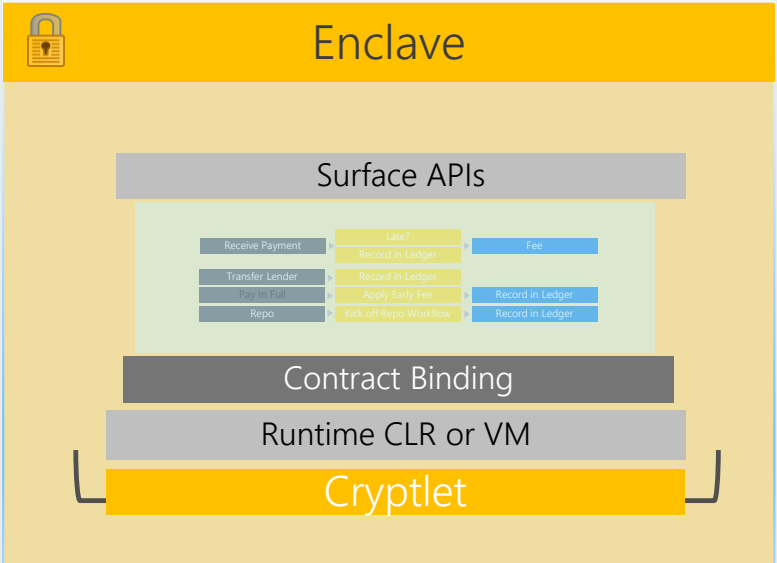 Enclave
Surface APIs
Late?
Receive Payment
Fee
Record in Ledger
Transfer Lender
Record in Ledger
Pay In Full
Apply Early Fee
Record in Ledger
Repo
Kick off Repo Workflow
Record in Ledger
Contract Binding
Runtime CLR or VM
Cryptlet